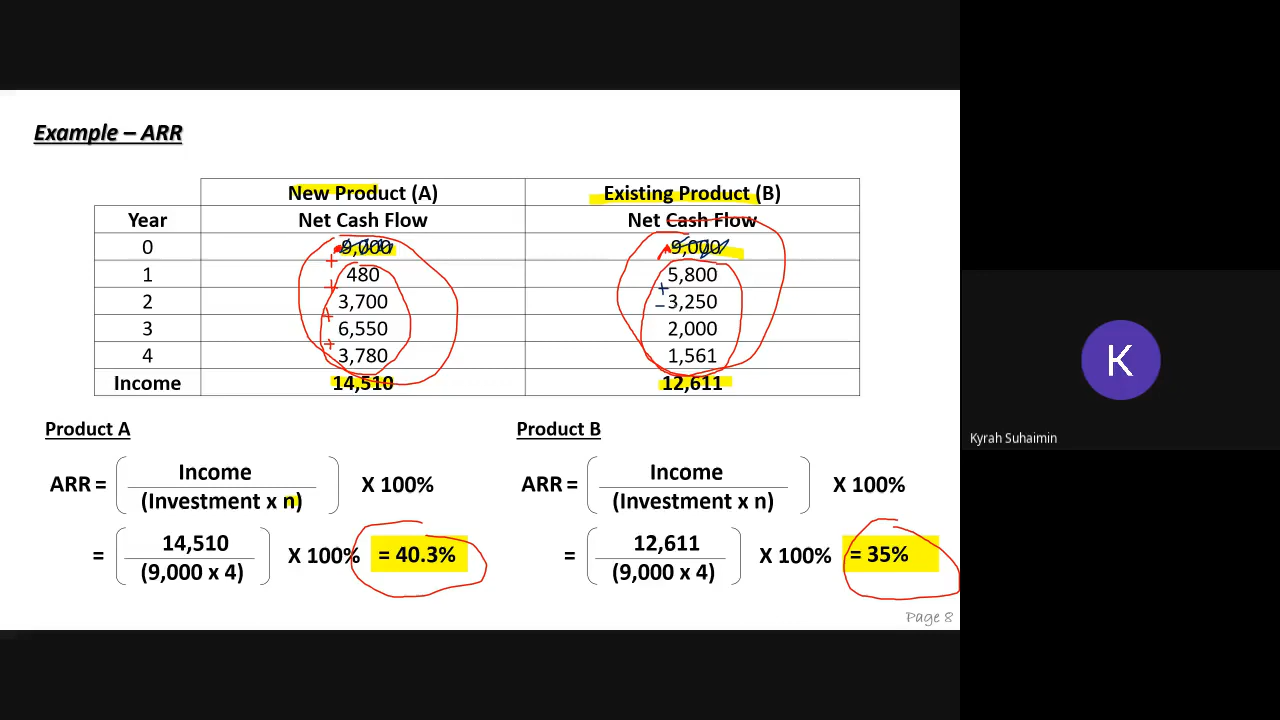 Example – ARR
New Product (A) Existing Product (B)
Year Net Cash Flow Net Cash Flow
0 9,000 9,000
1 480 5,800
2 3,700 3,250
3 6,550 2,000
4 3,780 1,561
Income 14,510 12,611
Product A
ARR = Income X 100%
(Investment x n)
= 14,510 X 100% = 40.3%
(9,000 x 4)
Product B
ARR = Income X 100%
(Investment x n)
= 12,611 X 100% = 35%
(9,000 x 4)
Page 8
K
Kyrah Suhaimin